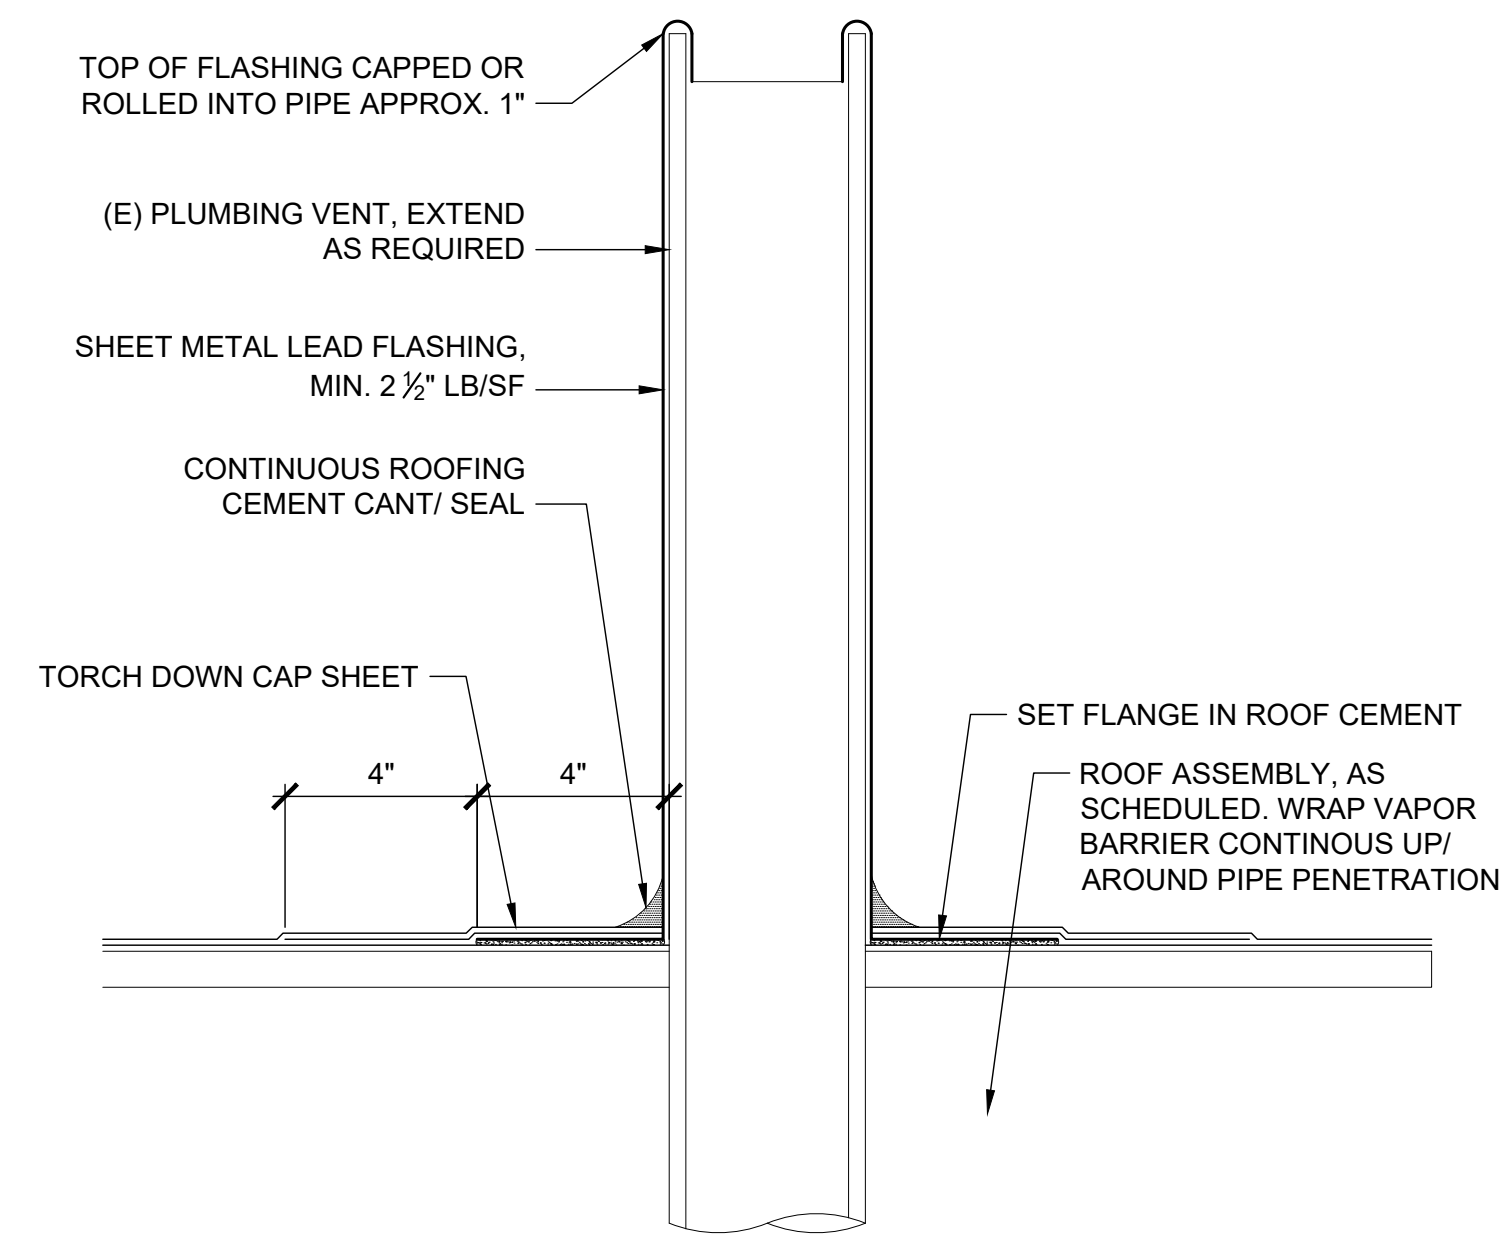 TOP OF FLASHING CAPPED OR
ROLLED INTO PIPE APPROX. 1"
(E) PLUMBING VENT, EXTEND
AS REQUIRED
SHEET METAL LEAD FLASHING,
MIN. 2 ½" LB/SF
CONTINUOUS ROOFING
CEMENT CANT/ SEAL
TORCH DOWN CAP SHEET
4"
4"
SET FLANGE IN ROOF CEMENT
ROOF ASSEMBLY, AS
SCHEDULED. WRAP VAPOR
BARRIER CONTINOUS UP/
AROUND PIPE PENETRATION